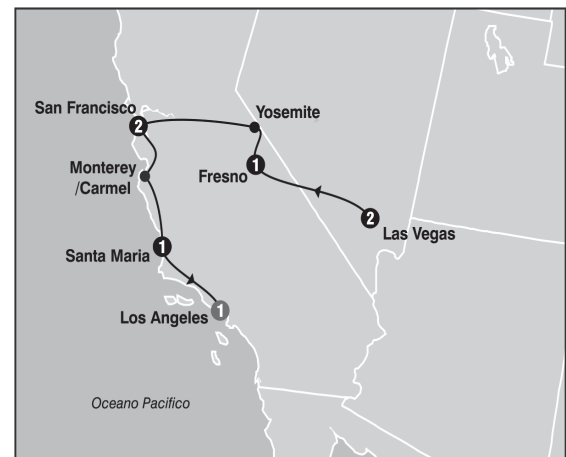 San Francisco
2
Yosemite
Monterey
/Carmel
Fresno
1
2
Las Vegas
Santa Maria
1
Los Angeles
1
Oceano Pacifico